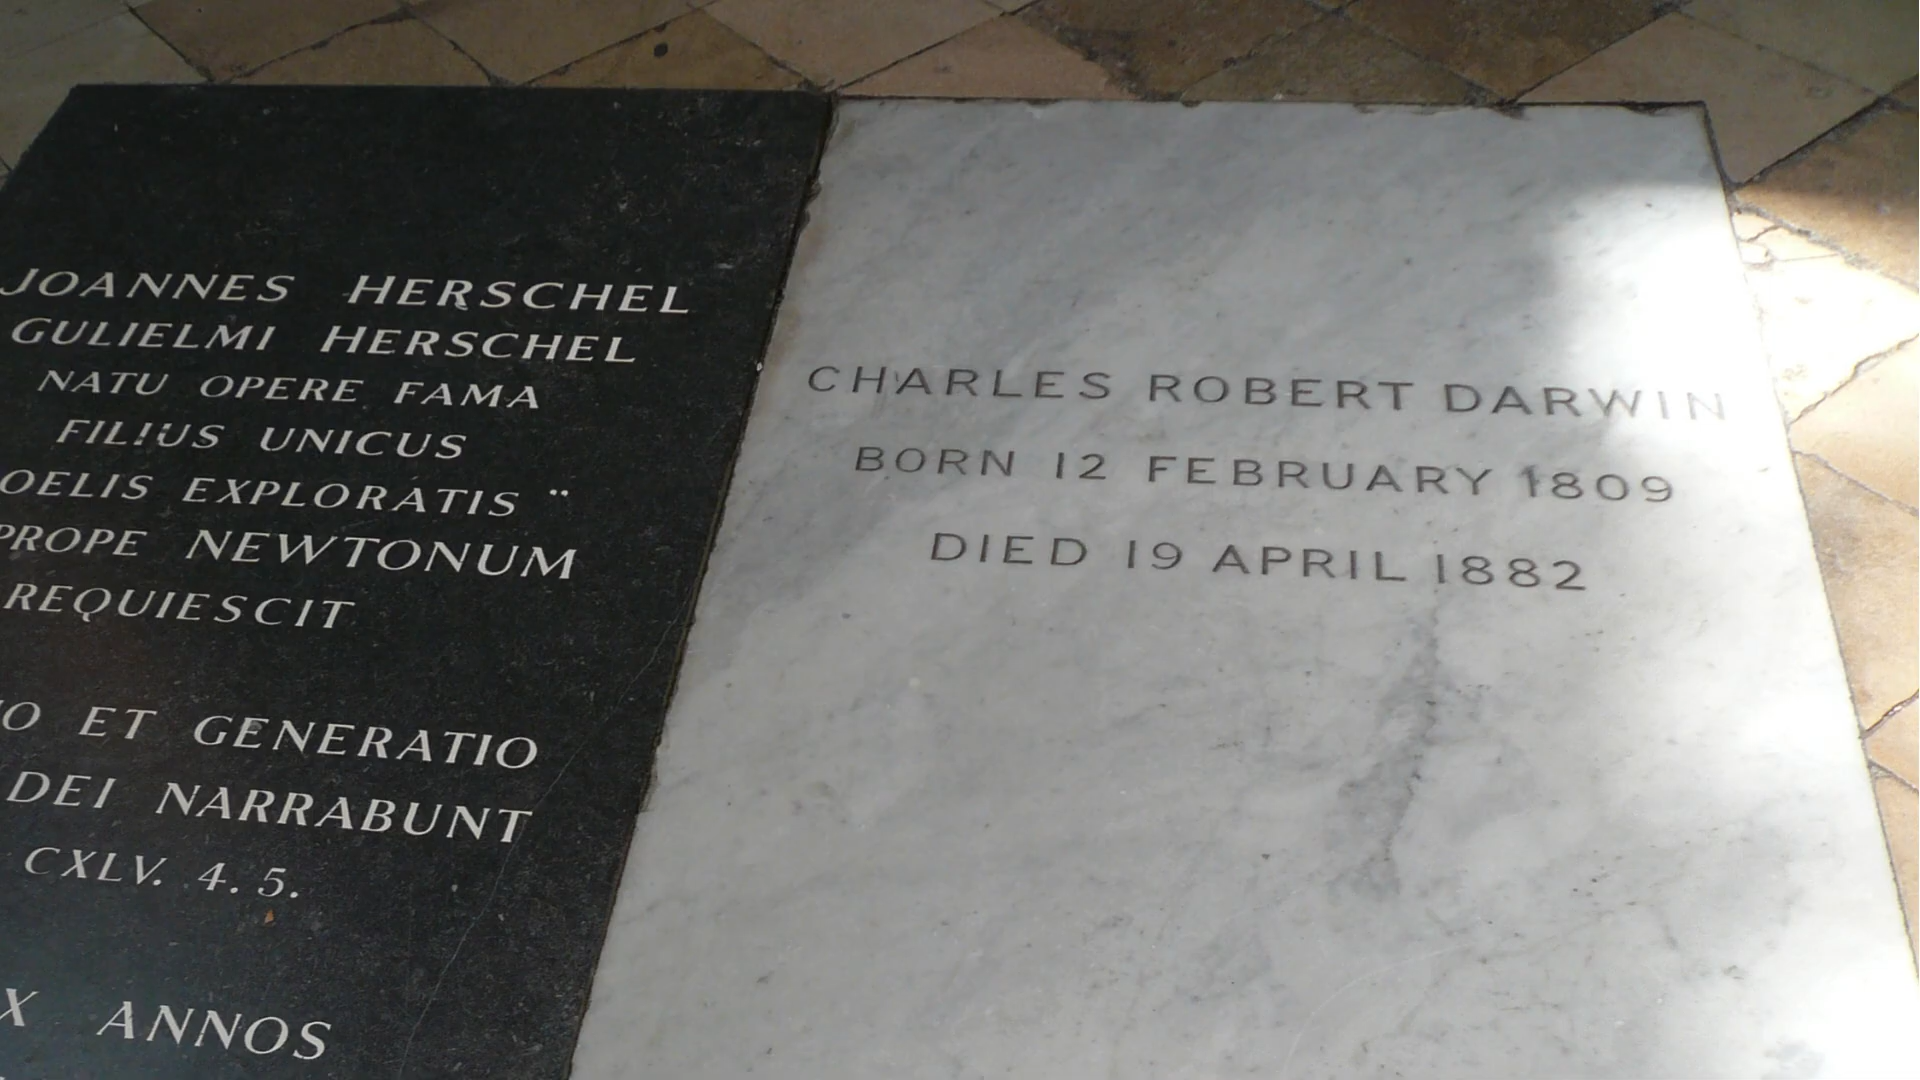 JOANNES HERSCHEL
GULIELMI HERSCHEL
NATU OPERE FAMA
FILIUS UNICUS
OELIS EXPLORATIS "
PROPE NEWTONUM
REQUIESCIT
IO ET GENERATIO
DEI NARRABUNT
CXLV. 4. 5.
X ANNOS
CHARLES ROBERT DARWIN
BORN 12 FEBRUARY 1809
DIED 19 APRIL 1882